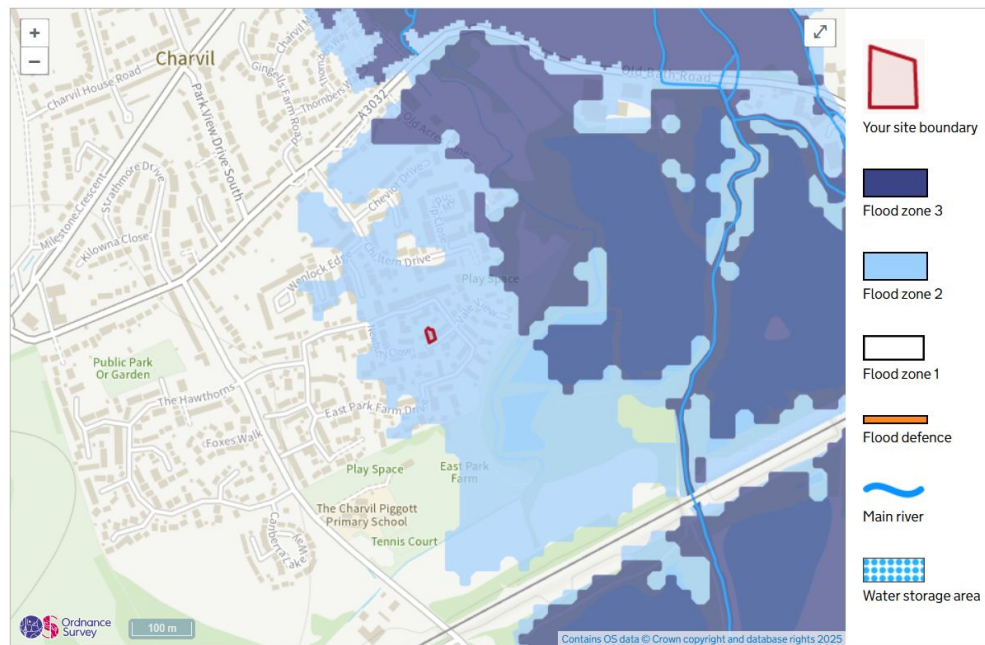 +
−
Charvil
Charvil House Road
Park View Drive South
Gingells Farm Road
Thornbers
A3032
Old Bath Road
Strathmore Drive
Milestone Crescent
Kilowna Close
Cheviot Drive
Wenlock Edge
Chiltern Drive
Play Space
Public Park
Or Garden
The Hawthorns
East Park Farm Drive
Foxes Walk
Play Space
East Park
Farm
The Charvil Piggott
Primary School
Tennis Court
Canberra Lake
Way
Ordnance
Survey
100 m
Contains OS data © Crown copyright and database rights 2025
Your site boundary
Flood zone 3
Flood zone 2
Flood zone 1
Flood defence
Main river
Water storage area